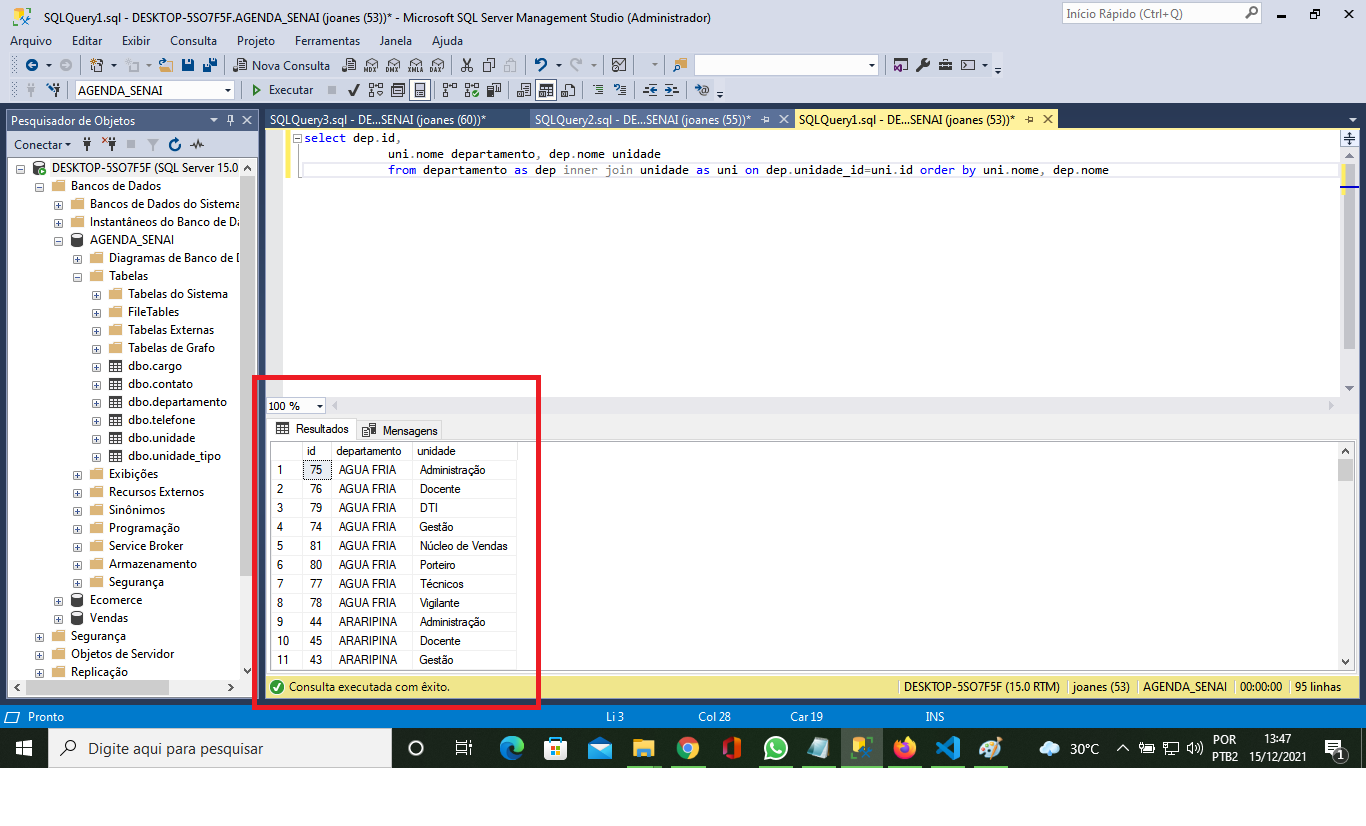 SQLQuery1.sql - DESKTOP-5SO7F5F.AGENDA_SENAI (joanes (53))* - Microsoft SQL Server Management Studio (Administrador)
Início Rápido (Ctrl+Q)
Arquivo Editar Exibir Consulta Projeto Ferramentas Janela Ajuda
Nova Consulta MDX DMX XMLA DAX
AGENDA_SENAI Executar
Pesquisador de Objetos
SQLQuery3.sql - DE...SENAI (joanes (60))* SQLQuery2.sql - DE...SENAI (joanes (55))* SQLQuery1.sql - DE...SENAI (joanes (53))*
Conectar
DESKTOP-5SO7F5F (SQL Server 15.0
Bancos de Dados
Bancos de Dados do Sistema
Instantâneos do Banco de Da
AGENDA_SENAI
Diagramas de Banco de D
Tabelas
Tabelas do Sistema
FileTables
Tabelas Externas
Tabelas de Grafo
dbo.cargo
dbo.contato
dbo.departamento
dbo.telefone
dbo.unidade
dbo.unidade_tipo
Exibições
Recursos Externos
Sinônimos
Programação
Service Broker
Armazenamento
Segurança
Ecomerce
Vendas
Segurança
Objetos de Servidor
Replicação
select dep.id,
uni.nome departamento, dep.nome unidade
from departamento as dep inner join unidade as uni on dep.unidade_id=uni.id order by uni.nome, dep.nome
100 %
Resultados Mensagens
id departamento unidade
1 75 AGUA FRIA Administração
2 76 AGUA FRIA Docente
3 79 AGUA FRIA DTI
4 74 AGUA FRIA Gestão
5 81 AGUA FRIA Núcleo de Vendas
6 80 AGUA FRIA Porteiro
7 77 AGUA FRIA Técnicos
8 78 AGUA FRIA Vigilante
9 44 ARARIPINA Administração
10 45 ARARIPINA Docente
11 43 ARARIPINA Gestão
Consulta executada com êxito. DESKTOP-5SO7F5F (15.0 RTM) joanes (53) AGENDA_SENAI 00:00:00 95 linhas
Pronto Li 3 Col 28 Car 19 INS
Digite aqui para pesquisar 30°C POR 13:47
PTB2 15/12/2021 1